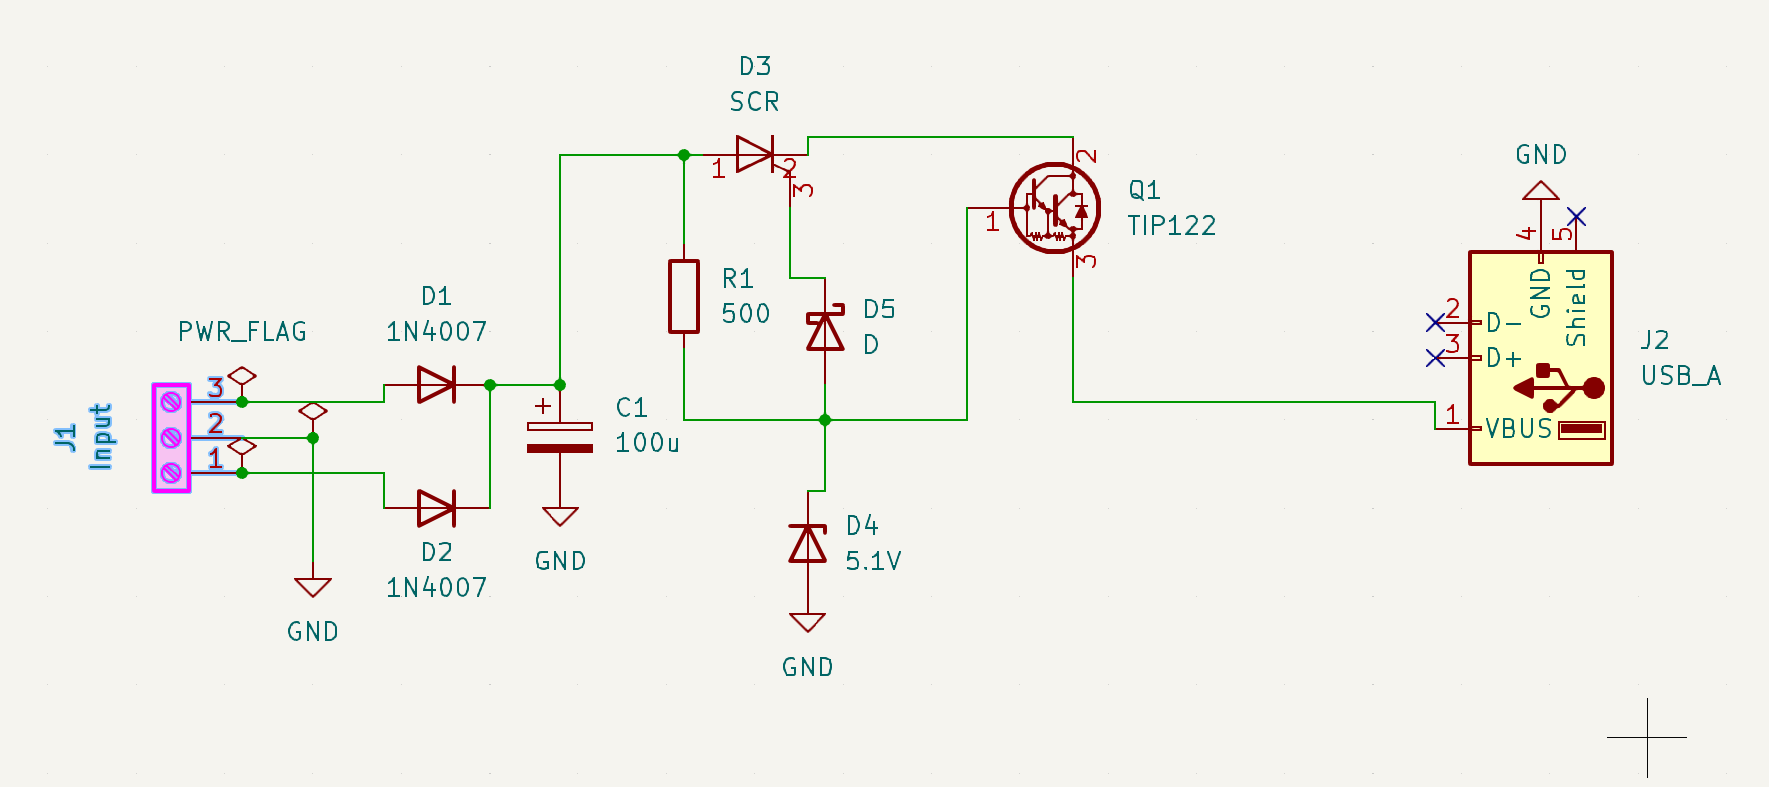 D3
SCR
1
2
3
2
1
3
Q1
TIP122
GND
4
5
GND
Shield
2
D-
3
D+
1
VBUS
J2
USB_A
R1
500
D5
D
D1
1N4007
PWR_FLAG
3
2
1
J1
Input
C1
100u
GND
D2
1N4007
GND
D4
5.1V
GND